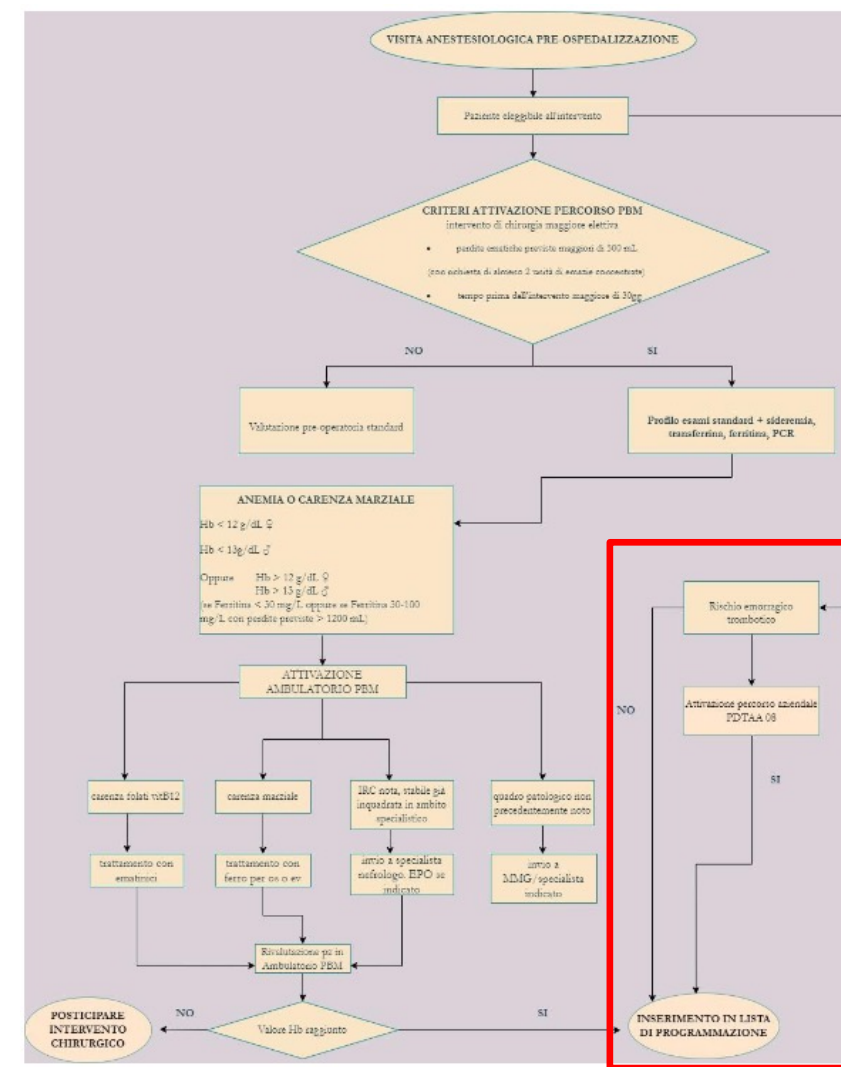 VISITA ANESTESIOLOGICA PRE-OSPEDALIZZAZIONE
Paziente eleggibile all'intervento
CRITERI ATTIVAZIONE PERCORSO PBM
intervento di chirurgia maggiore elettiva
• perdite ematiche previste maggiori di 500 mL
(con richiesta di almeno 2 unità di emazie concentrate)
• tempo prima dell'intervento maggiore di 30gg
NO
SI
Valutazione pre-operatoria standard
Profilo esami standard + sideremia,
transferrina, ferritina, PCR
ANEMIA O CARENZA MARZIALE
Hb < 12 g/dL ♀
Hb < 13g/dL ♂
Oppure Hb > 12 g/dL ♀
Hb > 13 g/dL ♂
(se Ferritina < 30 mg/L oppure se Ferritina 30-100
mg/L con perdite previste > 1200 mL)
Rischio emorragico
trombotico
ATTIVAZIONE
AMBULATORIO PBM
Attivazione percorso aziendale
PDTAA 08
NO
SI
carenza folati vitB12
carenza marziale
IRC nota, stabile già
inquadrata in ambito
specialistico
quadro patologico non
precedentemente noto
trattamento con
ematinici
trattamento con
ferro per os o ev
invio a specialista
nefrologo. EPO se
indicato
invio a
MMG/specialista
indicato
Rivalutazione pz in
Ambulatorio PBM
POSTICIPARE
INTERVENTO
CHIRURGICO
NO
Valore Hb raggiunto
SI
INSERIMENTO IN LISTA
DI PROGRAMMAZIONE